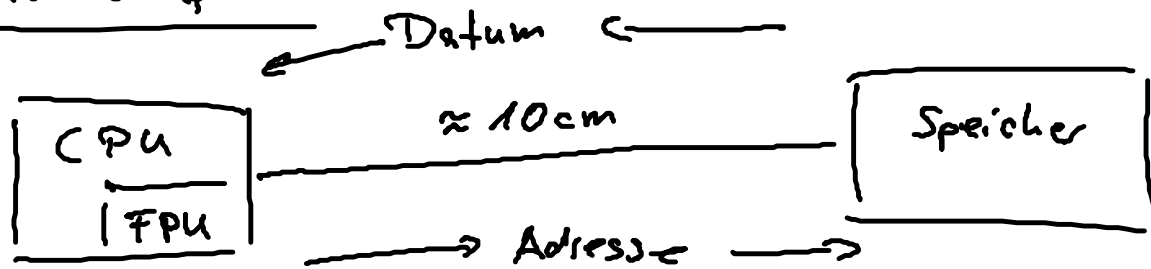 Datum
≈ 10cm
CPU
Speicher
FPU
Adresse